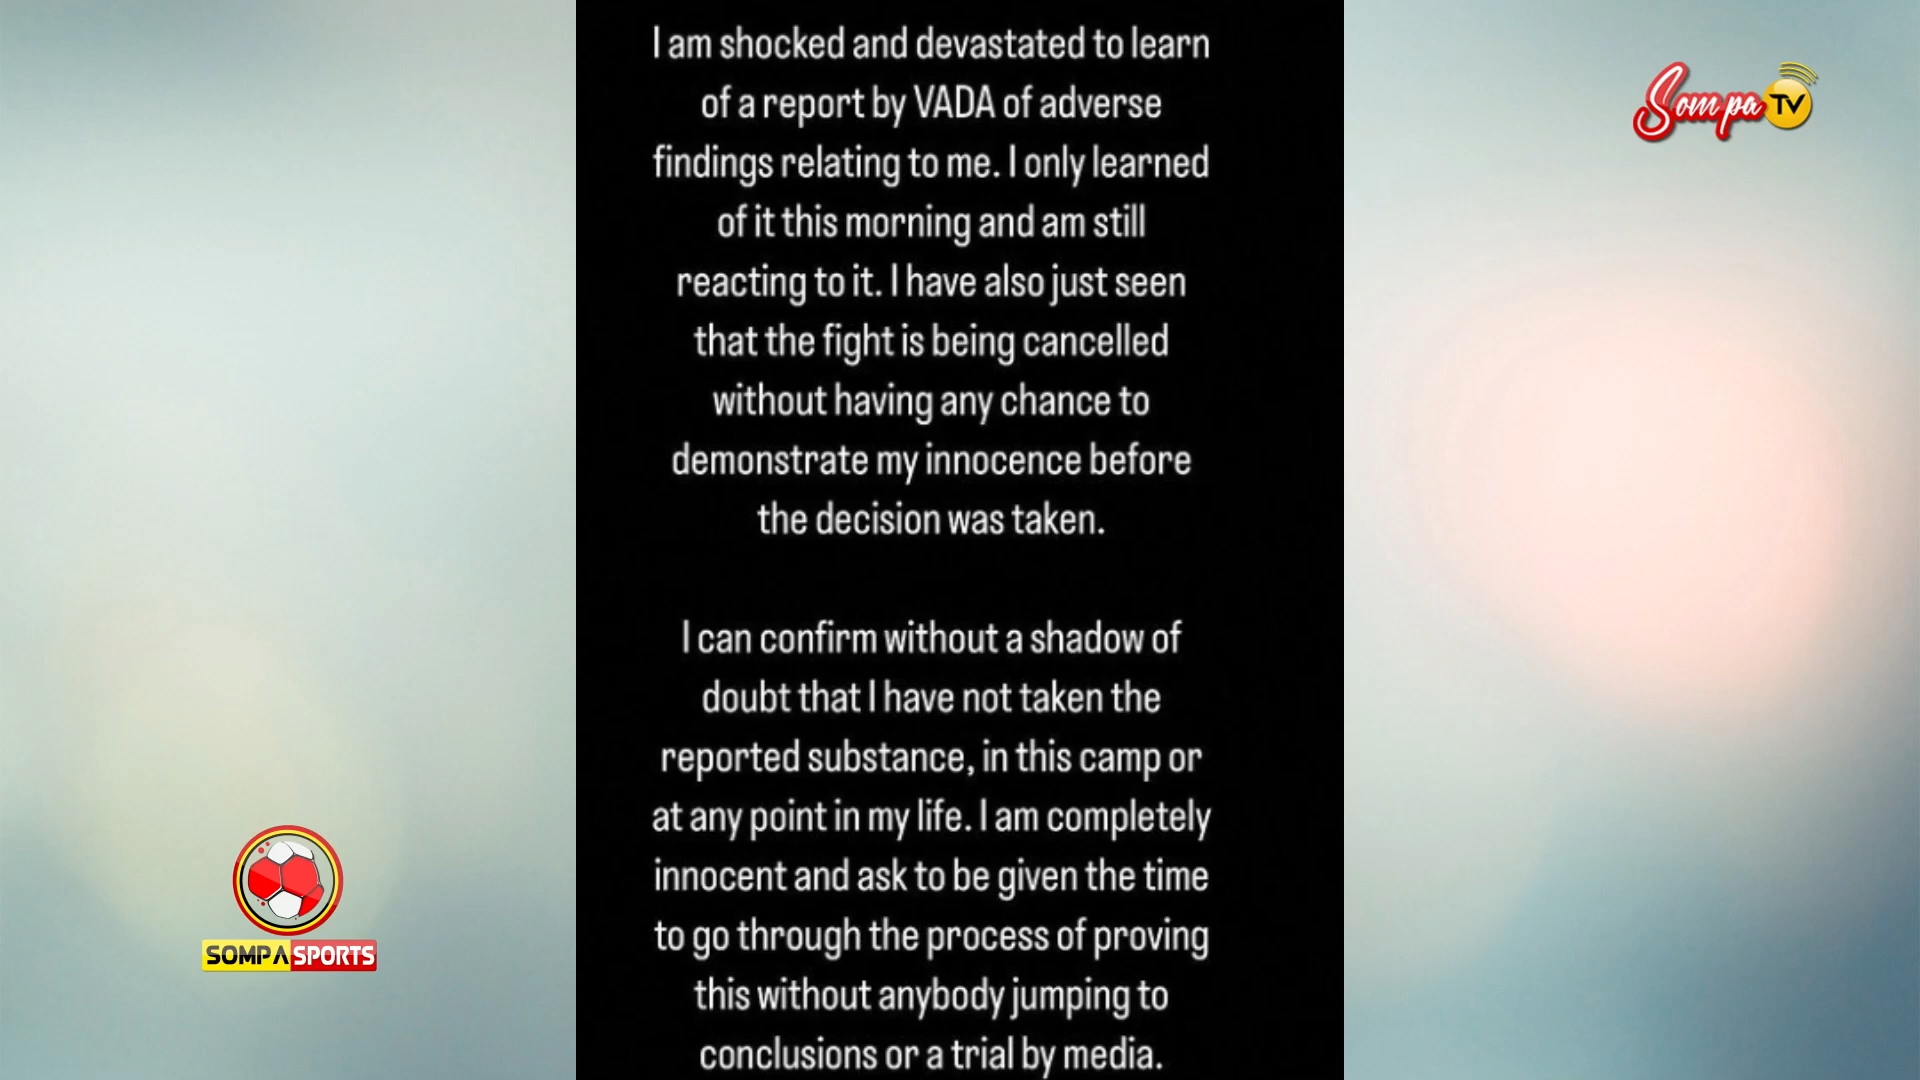 I am shocked and devastated to learn
of a report by VADA of adverse
findings relating to me. I only learned
of it this morning and am still
reacting to it. I have also just seen
that the fight is being cancelled
without having any chance to
demonstrate my innocence before
the decision was taken.
I can confirm without a shadow of
doubt that I have not taken the
reported substance, in this camp or
at any point in my life. I am completely
innocent and ask to be given the time
to go through the process of proving
this without anybody jumping to
conclusions or a trial by media.
Sompa TV
SOMPA SPORTS